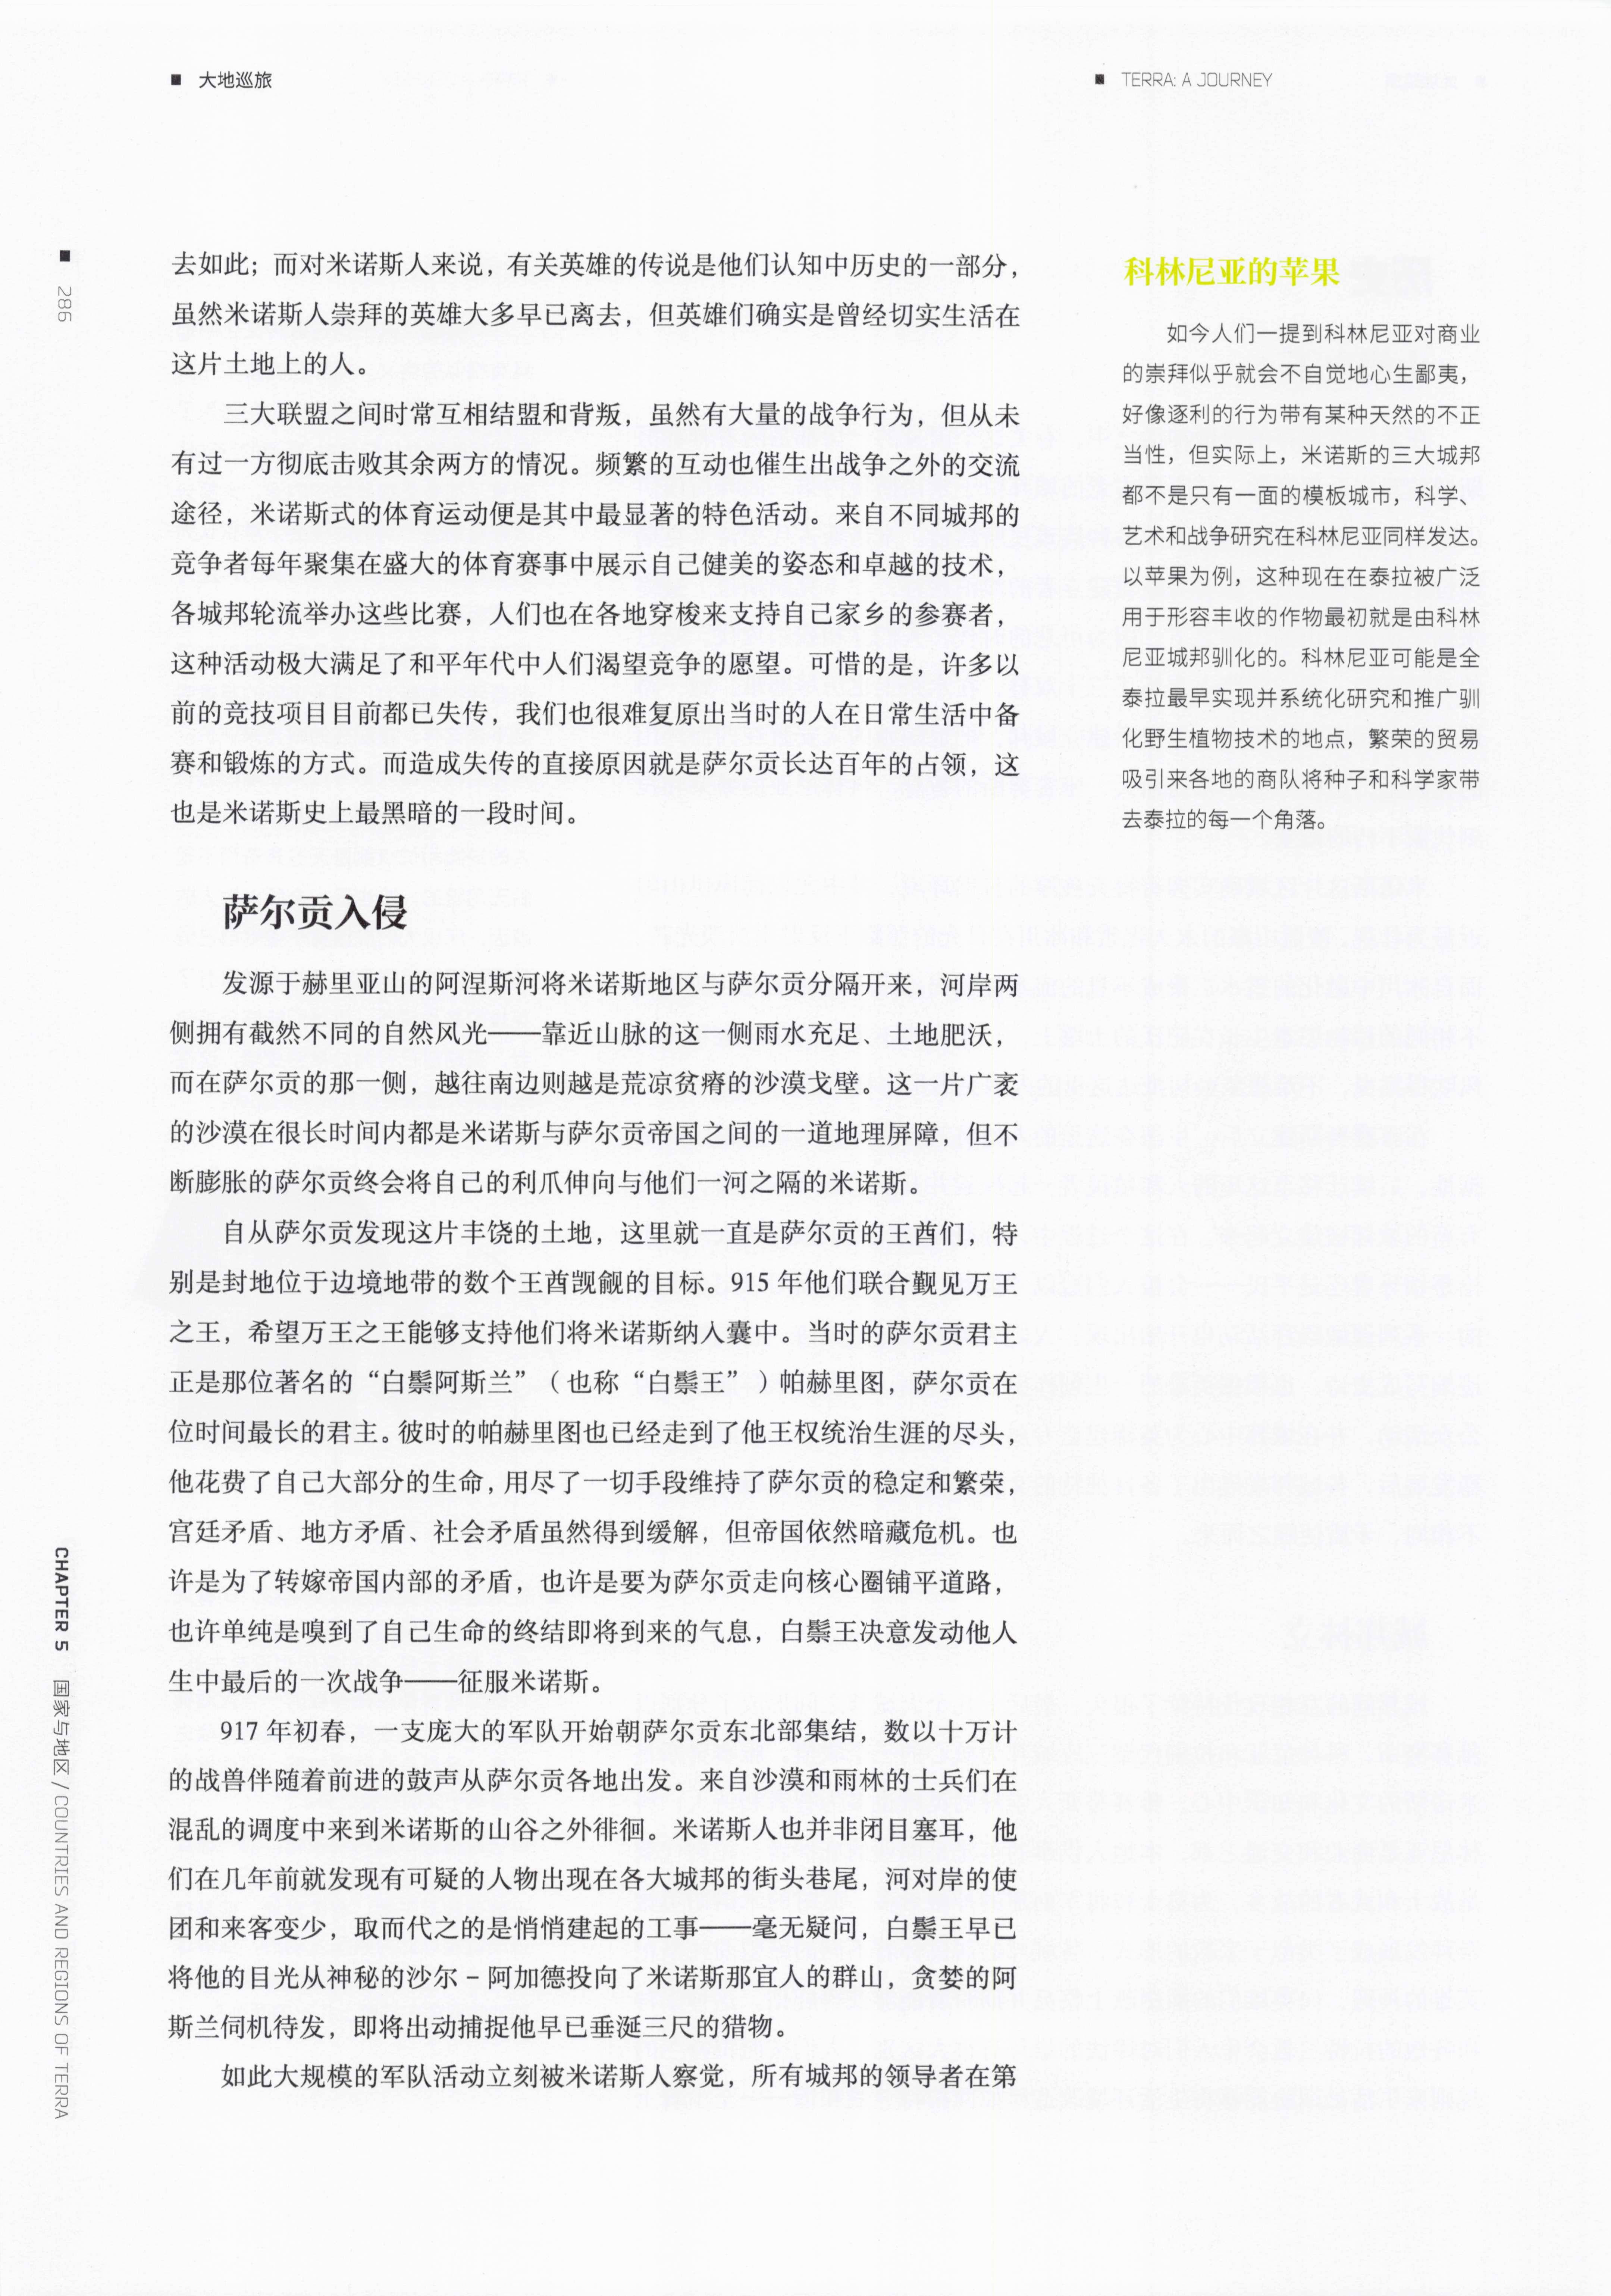 大地巡旅
TERRA: A JOURNEY
286
去如此；而对米诺斯人来说，有关英雄的传说是他们认知中历史的一部分，
虽然米诺斯人崇拜的英雄大多早已离去，但英雄们确实是曾经切实生活在
这片土地上的人。
三大联盟之间时常互相结盟和背叛，虽然有大量的战争行为，但从未
有过一方彻底击败其余两方的情况。频繁的互动也催生出战争之外的交流
途径，米诺斯式的体育运动便是其中最显著的特色活动。来自不同城邦的
竞争者每年聚集在盛大的体育赛事中展示自己健美的姿态和卓越的技术，
各城邦轮流举办这些比赛，人们也在各地穿梭来支持自己家乡的参赛者，
这种活动极大满足了和平年代中人们渴望竞争的愿望。可惜的是，许多以
前的竞技项目目前都已失传，我们也很难复原出当时的人在日常生活中备
赛和锻炼的方式。而造成失传的直接原因就是萨尔贡长达百年的占领，这
也是米诺斯史上最黑暗的一段时间。
萨尔贡入侵
发源于赫里亚山的阿涅斯河将米诺斯地区与萨尔贡分隔开来，河岸两
侧拥有截然不同的自然风光——靠近山脉的这一侧雨水充足、土地肥沃，
而在萨尔贡的那一侧，越往南边则越是荒凉贫瘠的沙漠戈壁。这一片广袤
的沙漠在很长时间内都是米诺斯与萨尔贡帝国之间的一道地理屏障，但不
断膨胀的萨尔贡终会将自己的利爪伸向与他们一河之隔的米诺斯。
自从萨尔贡发现这片丰饶的土地，这里就一直是萨尔贡的王酋们，特
别是封地位于边境地带的数个王酋觊觎的目标。915 年他们联合觐见万王
之王，希望万王之王能够支持他们将米诺斯纳入囊中。当时的萨尔贡君主
正是那位著名的“白鬃阿斯兰”（也称“白鬃王”）帕赫里图，萨尔贡在
位时间最长的君主。彼时的帕赫里图也已经走到了他王权统治生涯的尽头，
他花费了自己大部分的生命，用尽了一切手段维持了萨尔贡的稳定和繁荣，
宫廷矛盾、地方矛盾、社会矛盾虽然得到缓解，但帝国依然暗藏危机。也
许是为了转嫁帝国内部的矛盾，也许是要为萨尔贡走向核心圈铺平道路，
也许单纯是嗅到了自己生命的终结即将到来的气息，白鬃王决意发动他人
生中最后的一次战争——征服米诺斯。
917 年初春，一支庞大的军队开始朝萨尔贡东北部集结，数以十万计
的战兽伴随着前进的鼓声从萨尔贡各地出发。来自沙漠和雨林的士兵们在
混乱的调度中来到米诺斯的山谷之外徘徊。米诺斯人也并非闭目塞耳，他
们在几年前就发现有可疑的人物出现在各大城邦的街头巷尾，河对岸的使
团和来客变少，取而代之的是悄悄建起的工事——毫无疑问，白鬃王早已
将他的目光从神秘的沙尔 – 阿加德投向了米诺斯那宜人的群山，贪婪的阿
斯兰伺机待发，即将出动捕捉他早已垂涎三尺的猎物。
如此大规模的军队活动立刻被米诺斯人察觉，所有城邦的领导者在第
科林尼亚的苹果
如今人们一提到科林尼亚对商业
的崇拜似乎就会不自觉地心生鄙夷，
好像逐利的行为带有某种天然的不正
当性，但实际上，米诺斯的三大城邦
都不是只有一面的模板城市，科学、
艺术和战争研究在科林尼亚同样发达。
以苹果为例，这种现在在泰拉被广泛
用于形容丰收的作物最初就是由科林
尼亚城邦驯化的。科林尼亚可能是全
泰拉最早实现并系统化研究和推广驯
化野生植物技术的地点，繁荣的贸易
吸引来各地的商队将种子和科学家带
去泰拉的每一个角落。
CHAPTER 5 国家与地区 / COUNTRIES AND REGIONS OF TERRA